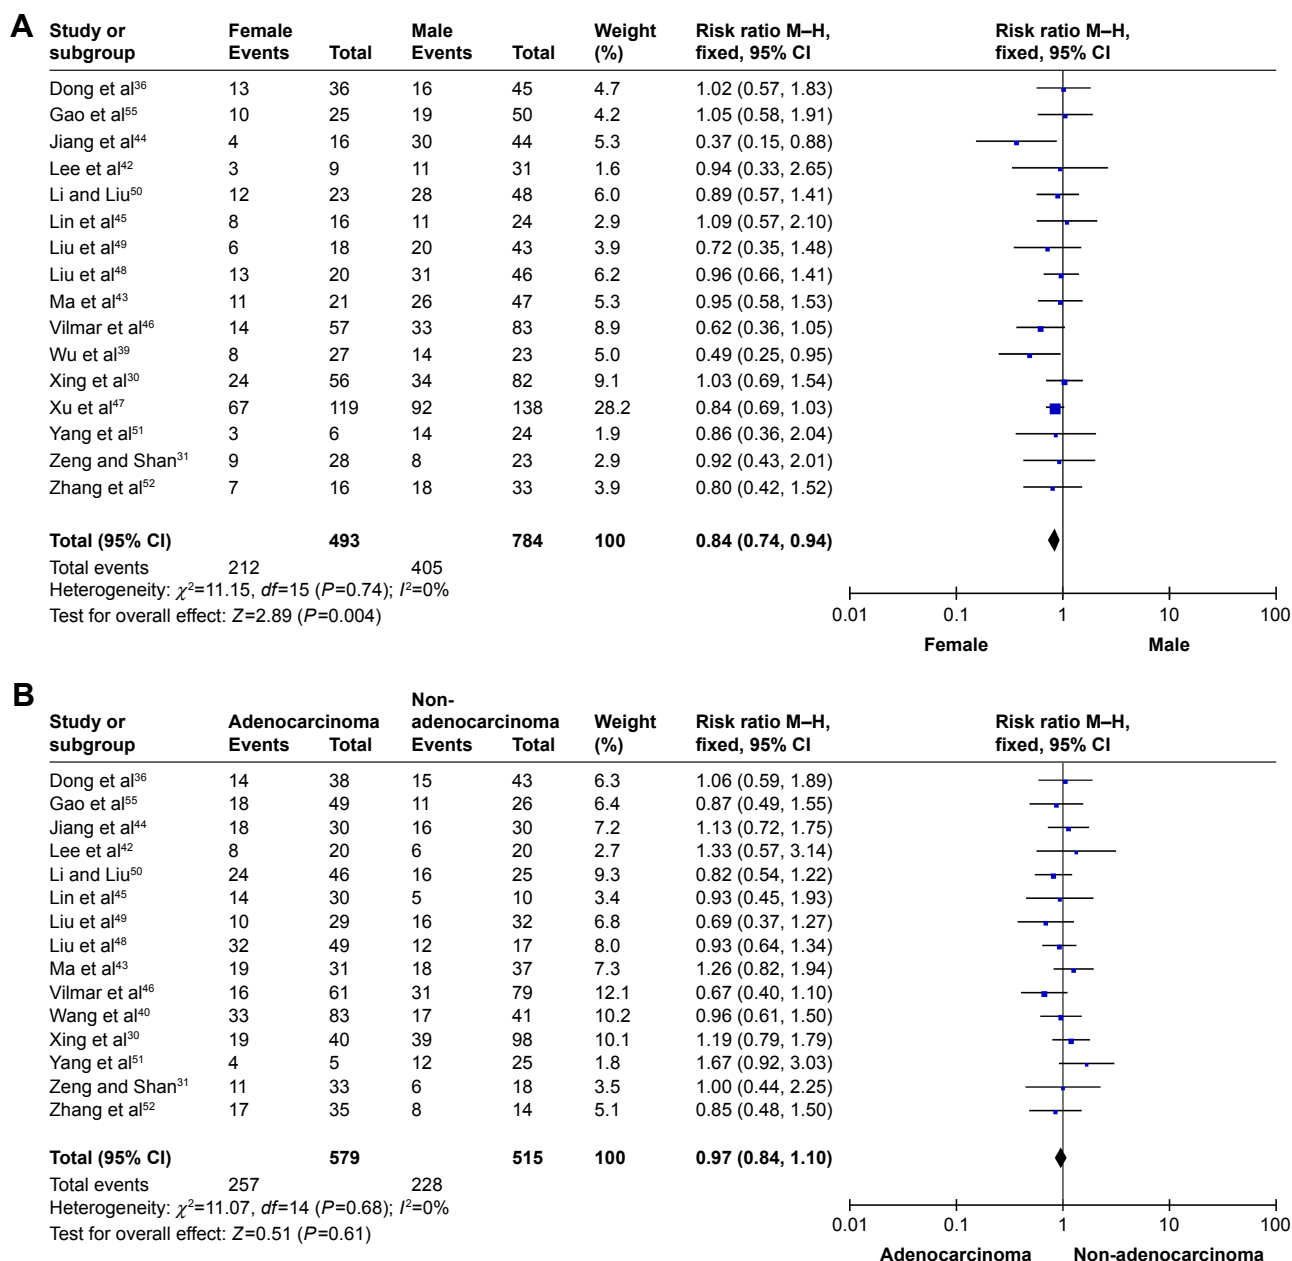 A
Study or subgroup Female Events Total Male Events Total Weight (%) Risk ratio M–H, fixed, 95% CI Risk ratio M–H, fixed, 95% CI
Dong et al36 13 36 16 45 4.7 1.02 (0.57, 1.83)
Gao et al55 10 25 19 50 4.2 1.05 (0.58, 1.91)
Jiang et al44 4 16 30 44 5.3 0.37 (0.15, 0.88)
Lee et al42 3 9 11 31 1.6 0.94 (0.33, 2.65)
Li and Liu50 12 23 28 48 6.0 0.89 (0.57, 1.41)
Lin et al45 8 16 11 24 2.9 1.09 (0.57, 2.10)
Liu et al49 6 18 20 43 3.9 0.72 (0.35, 1.48)
Liu et al48 13 20 31 46 6.2 0.96 (0.66, 1.41)
Ma et al43 11 21 26 47 5.3 0.95 (0.58, 1.53)
Vilmar et al46 14 57 33 83 8.9 0.62 (0.36, 1.05)
Wu et al39 8 27 14 23 5.0 0.49 (0.25, 0.95)
Xing et al30 24 56 34 82 9.1 1.03 (0.69, 1.54)
Xu et al47 67 119 92 138 28.2 0.84 (0.69, 1.03)
Yang et al51 3 6 14 24 1.9 0.86 (0.36, 2.04)
Zeng and Shan31 9 28 8 23 2.9 0.92 (0.43, 2.01)
Zhang et al52 7 16 18 33 3.9 0.80 (0.42, 1.52)
Total (95% CI) 493 784 100 0.84 (0.74, 0.94)
Total events 212 405
Heterogeneity: χ2=11.15, df=15 (P=0.74); I2=0%
Test for overall effect: Z=2.89 (P=0.004)
0.01 0.1 1 10 100
Female Male
B
Study or subgroup Adenocarcinoma Events Total Non-adenocarcinoma Events Total Weight (%) Risk ratio M–H, fixed, 95% CI Risk ratio M–H, fixed, 95% CI
Dong et al36 14 38 15 43 6.3 1.06 (0.59, 1.89)
Gao et al55 18 49 11 26 6.4 0.87 (0.49, 1.55)
Jiang et al44 18 30 16 30 7.2 1.13 (0.72, 1.75)
Lee et al42 8 20 6 20 2.7 1.33 (0.57, 3.14)
Li and Liu50 24 46 16 25 9.3 0.82 (0.54, 1.22)
Lin et al45 14 30 5 10 3.4 0.93 (0.45, 1.93)
Liu et al49 10 29 16 32 6.8 0.69 (0.37, 1.27)
Liu et al48 32 49 12 17 8.0 0.93 (0.64, 1.34)
Ma et al43 19 31 18 37 7.3 1.26 (0.82, 1.94)
Vilmar et al46 16 61 31 79 12.1 0.67 (0.40, 1.10)
Wang et al40 33 83 17 41 10.2 0.96 (0.61, 1.50)
Xing et al30 19 40 39 98 10.1 1.19 (0.79, 1.79)
Yang et al51 4 5 12 25 1.8 1.67 (0.92, 3.03)
Zeng and Shan31 11 33 6 18 3.5 1.00 (0.44, 2.25)
Zhang et al52 17 35 8 14 5.1 0.85 (0.48, 1.50)
Total (95% CI) 579 515 100 0.97 (0.84, 1.10)
Total events 257 228
Heterogeneity: χ2=11.07, df=14 (P=0.68); I2=0%
Test for overall effect: Z=0.51 (P=0.61)
0.01 0.1 1 10 100
Adenocarcinoma Non-adenocarcinoma